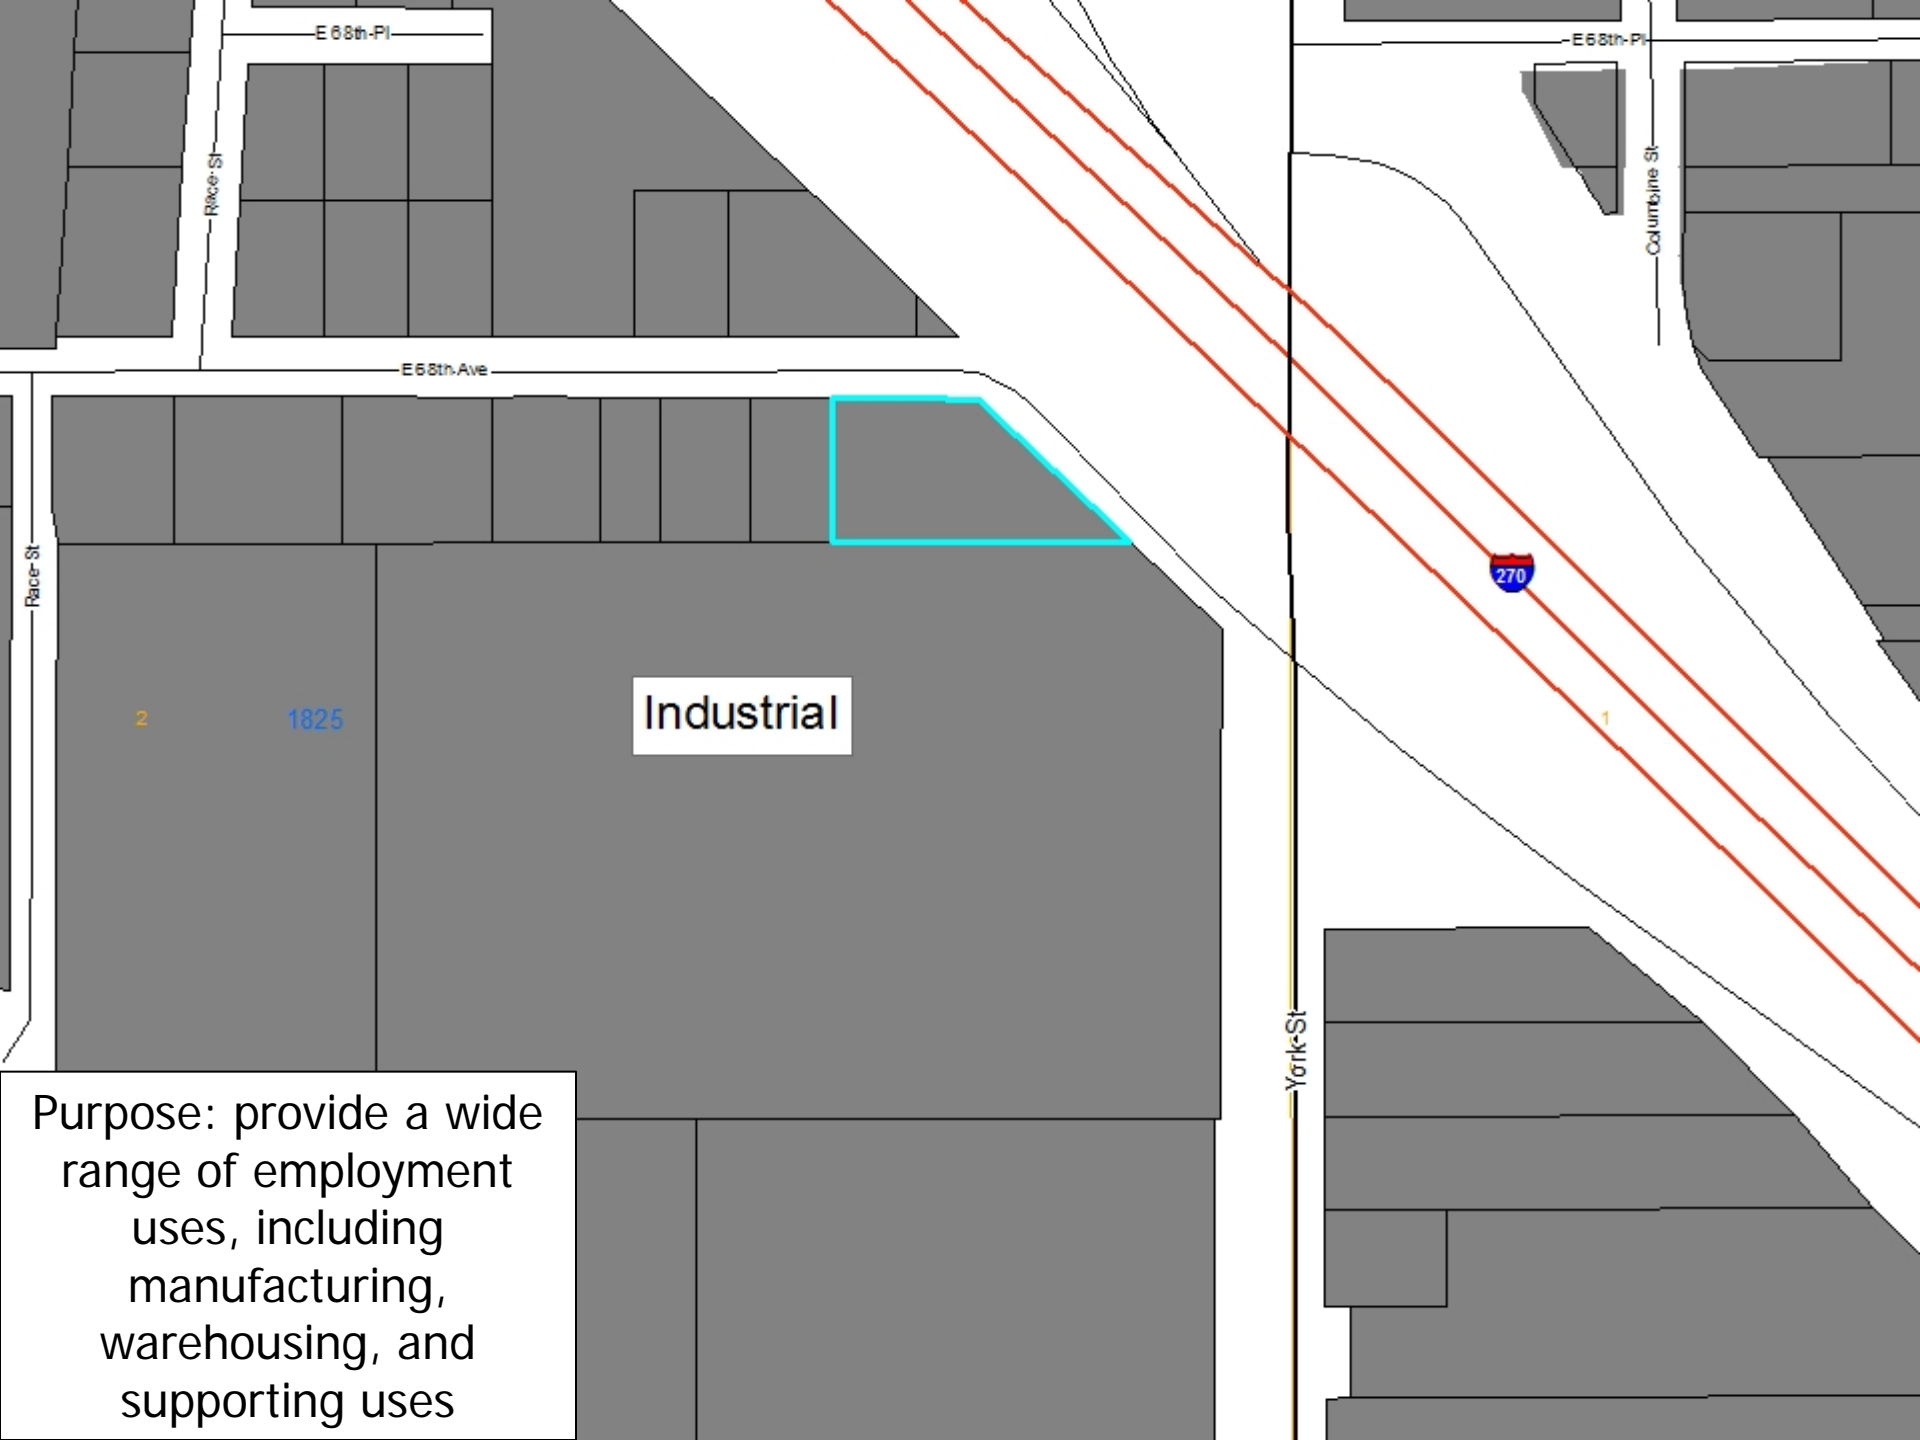 E 68th Pl
E 68th Pl
Race St
Columbine St
E 68th Ave
Race St
270
Industrial
2
1825
1
York St
Purpose: provide a wide
range of employment
uses, including
manufacturing,
warehousing, and
supporting uses